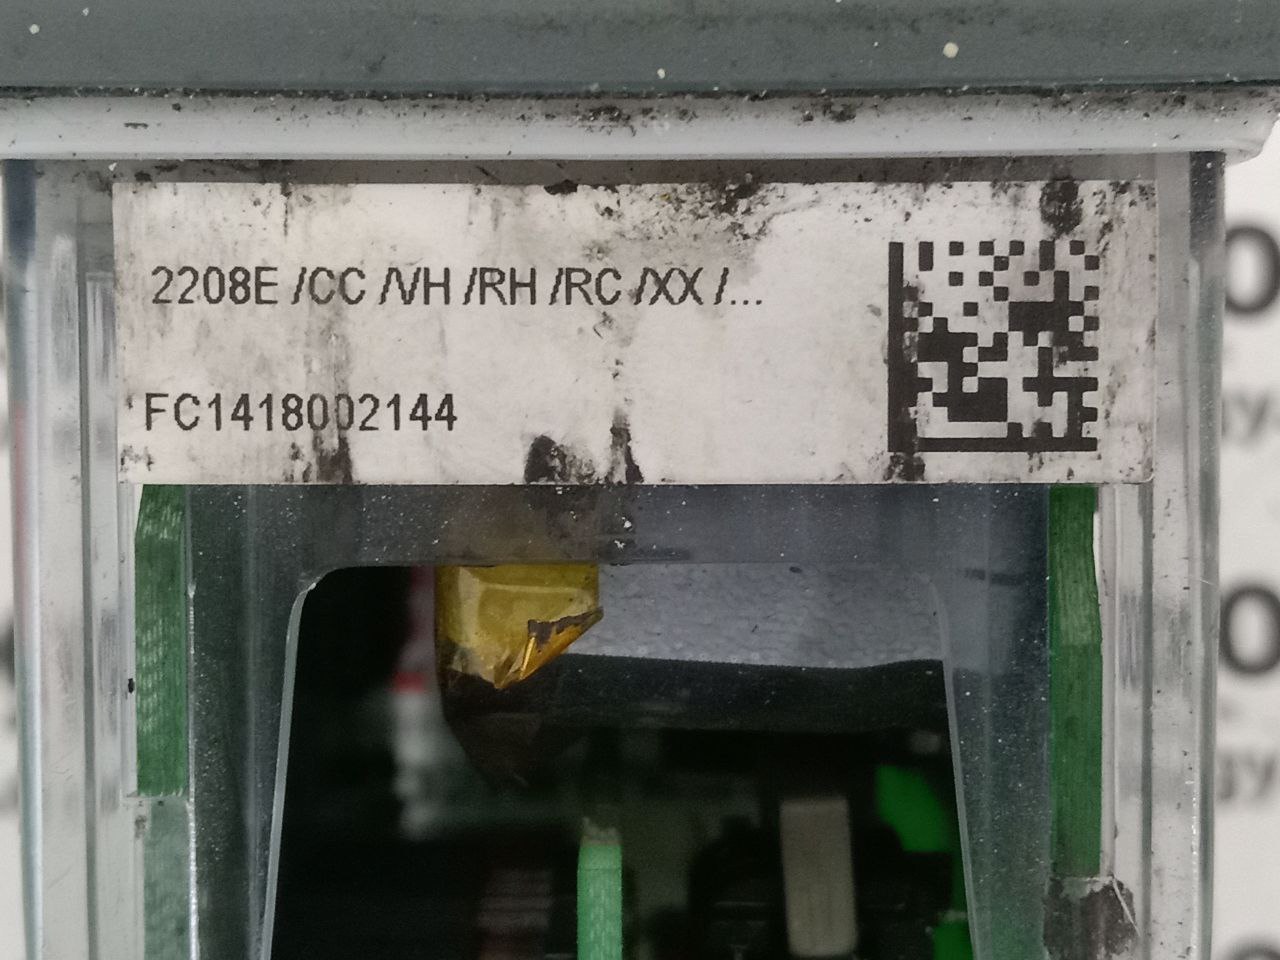 2208E /CC /VH /RH /RC /XX /...
FC1418002144